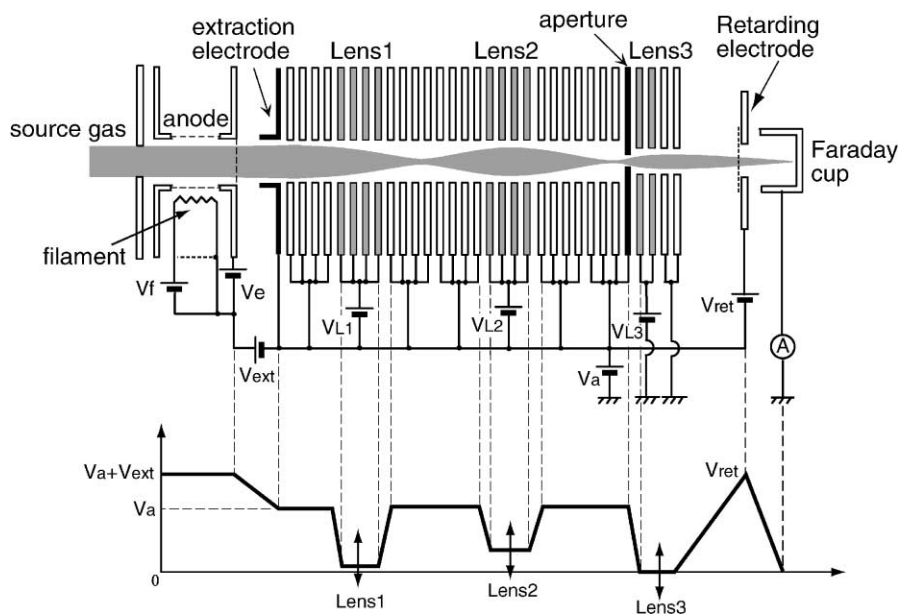 extraction
electrode
Lens1
Lens2
aperture
Lens3
Retarding
electrode
source gas
anode
Faraday
cup
filament
Vf
Ve
VL1
VL2
VL3
Vret
A
Vext
Va
Va+Vext
Vret
Va
0
Lens1
Lens2
Lens3